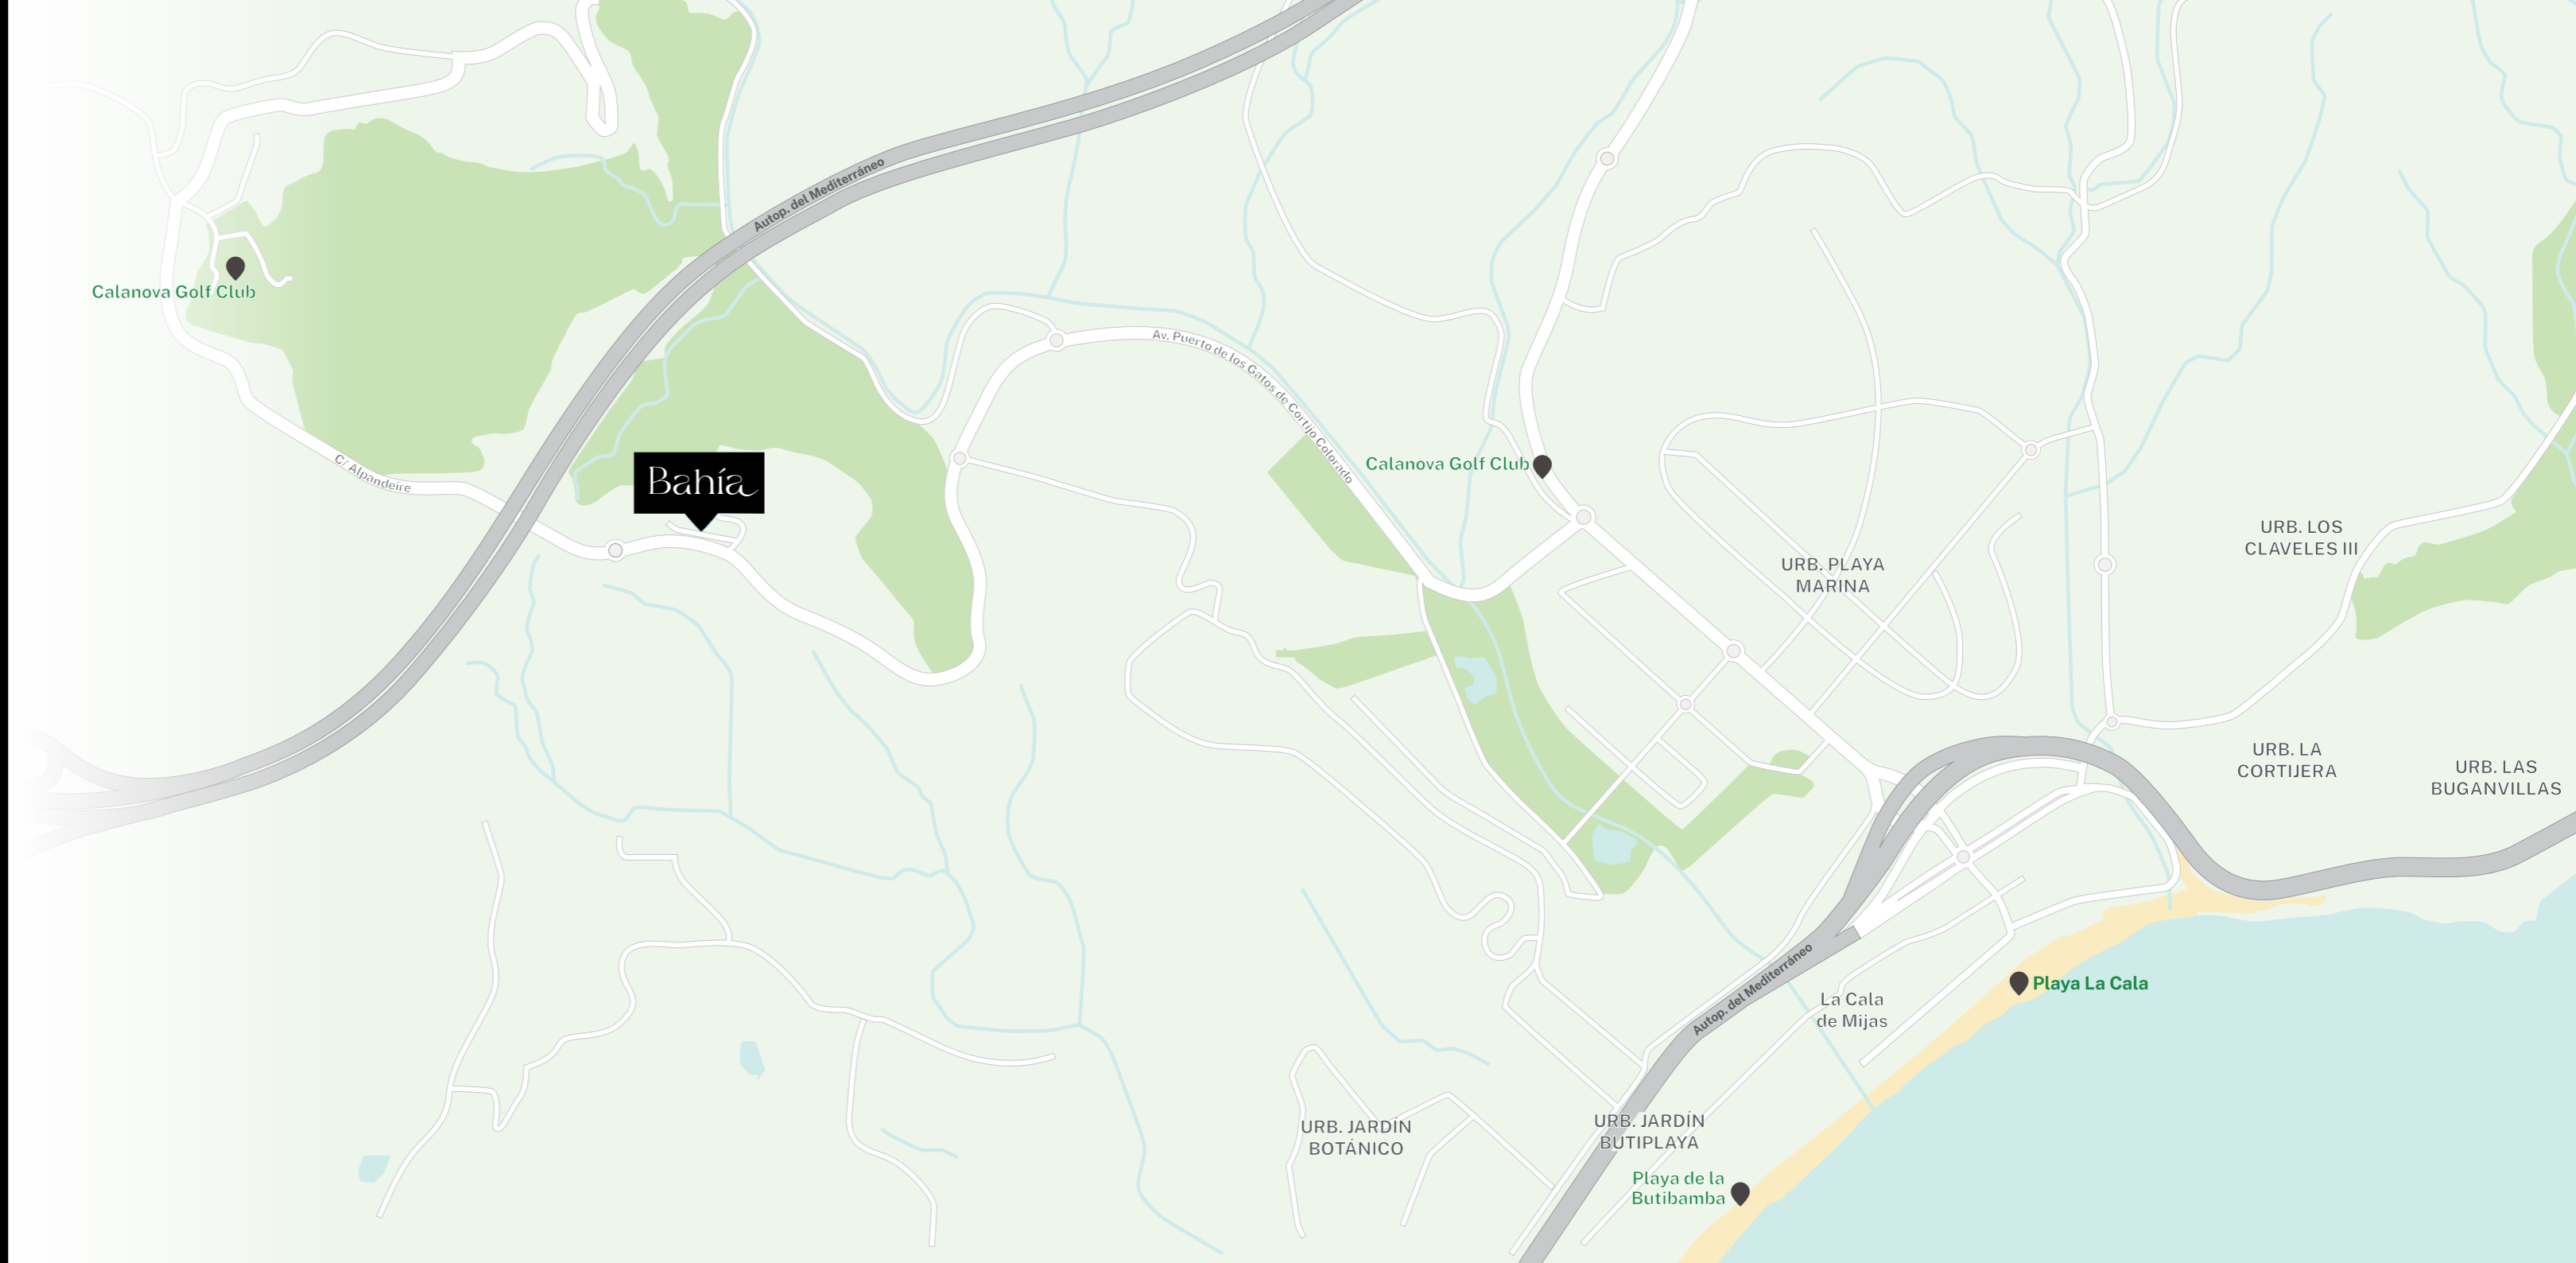 Autop. del Mediterráneo
Calanova Golf Club
Av. Puerto de los Gatos de Cortijo Colorado
C/ Alpandeire
Bahía
Calanova Golf Club
URB. LOS
CLAVELES III
URB. PLAYA
MARINA
URB. LA
CORTIJERA
URB. LAS
BUGANVILLAS
Autop. del Mediterráneo
Playa La Cala
La Cala
de Mijas
URB. JARDÍN
BOTÁNICO
URB. JARDÍN
BUTIPLAYA
Playa de la
Butibamba